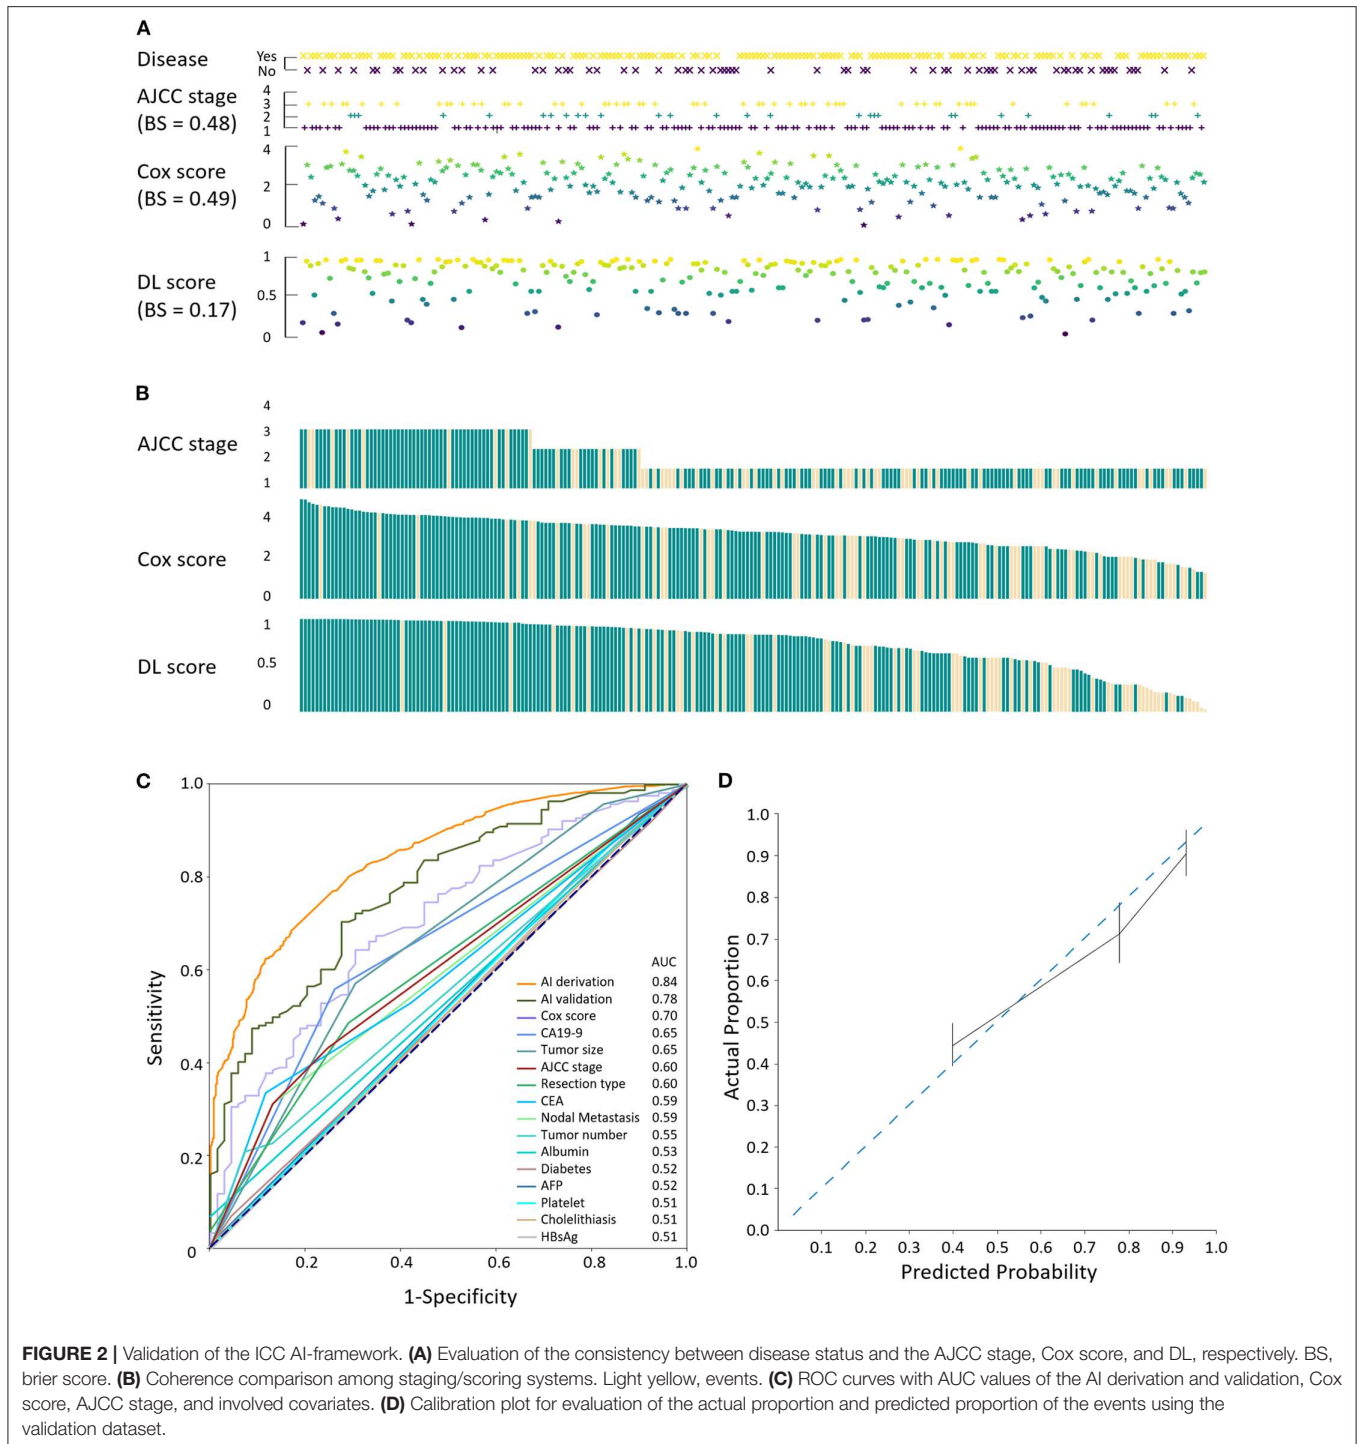 A
Disease
Yes
No
AJCC stage
(BS = 0.48)
4
3
2
1
Cox score
(BS = 0.49)
4
2
0
DL score
(BS = 0.17)
1
0.5
0
B
AJCC stage
4
3
2
1
Cox score
4
2
0
DL score
1
0.5
0
C
1.0
0.8
0.6
0.4
0.2
0
0.2 0.4 0.6 0.8 1.0
Sensitivity
1-Specificity
AUC
AI derivation 0.84
AI validation 0.78
Cox score 0.70
CA19-9 0.65
Tumor size 0.65
AJCC stage 0.60
Resection type 0.60
CEA 0.59
Nodal Metastasis 0.59
Tumor number 0.55
Albumin 0.53
Diabetes 0.52
AFP 0.52
Platelet 0.51
Cholelithiasis 0.51
HBsAg 0.51
D
1.0
0.9
0.8
0.7
0.6
0.5
0.4
0.3
0.2
0.1
0.0
0.1 0.2 0.3 0.4 0.5 0.6 0.7 0.8 0.9 1.0
Actual Proportion
Predicted Probability
FIGURE 2 | Validation of the ICC AI-framework. (A) Evaluation of the consistency between disease status and the AJCC stage, Cox score, and DL, respectively. BS,
brier score. (B) Coherence comparison among staging/scoring systems. Light yellow, events. (C) ROC curves with AUC values of the AI derivation and validation, Cox
score, AJCC stage, and involved covariates. (D) Calibration plot for evaluation of the actual proportion and predicted proportion of the events using the
validation dataset.